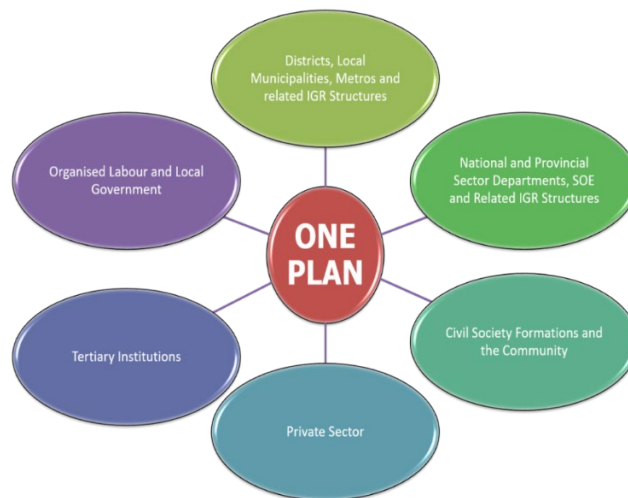 Districts, Local
Municipalities, Metros and
related IGR Structures
National and Provincial
Sector Departments, SOE
and Related IGR Structures
Civil Society Formations and
the Community
Private Sector
Tertiary Institutions
Organised Labour and Local
Government
ONE
PLAN